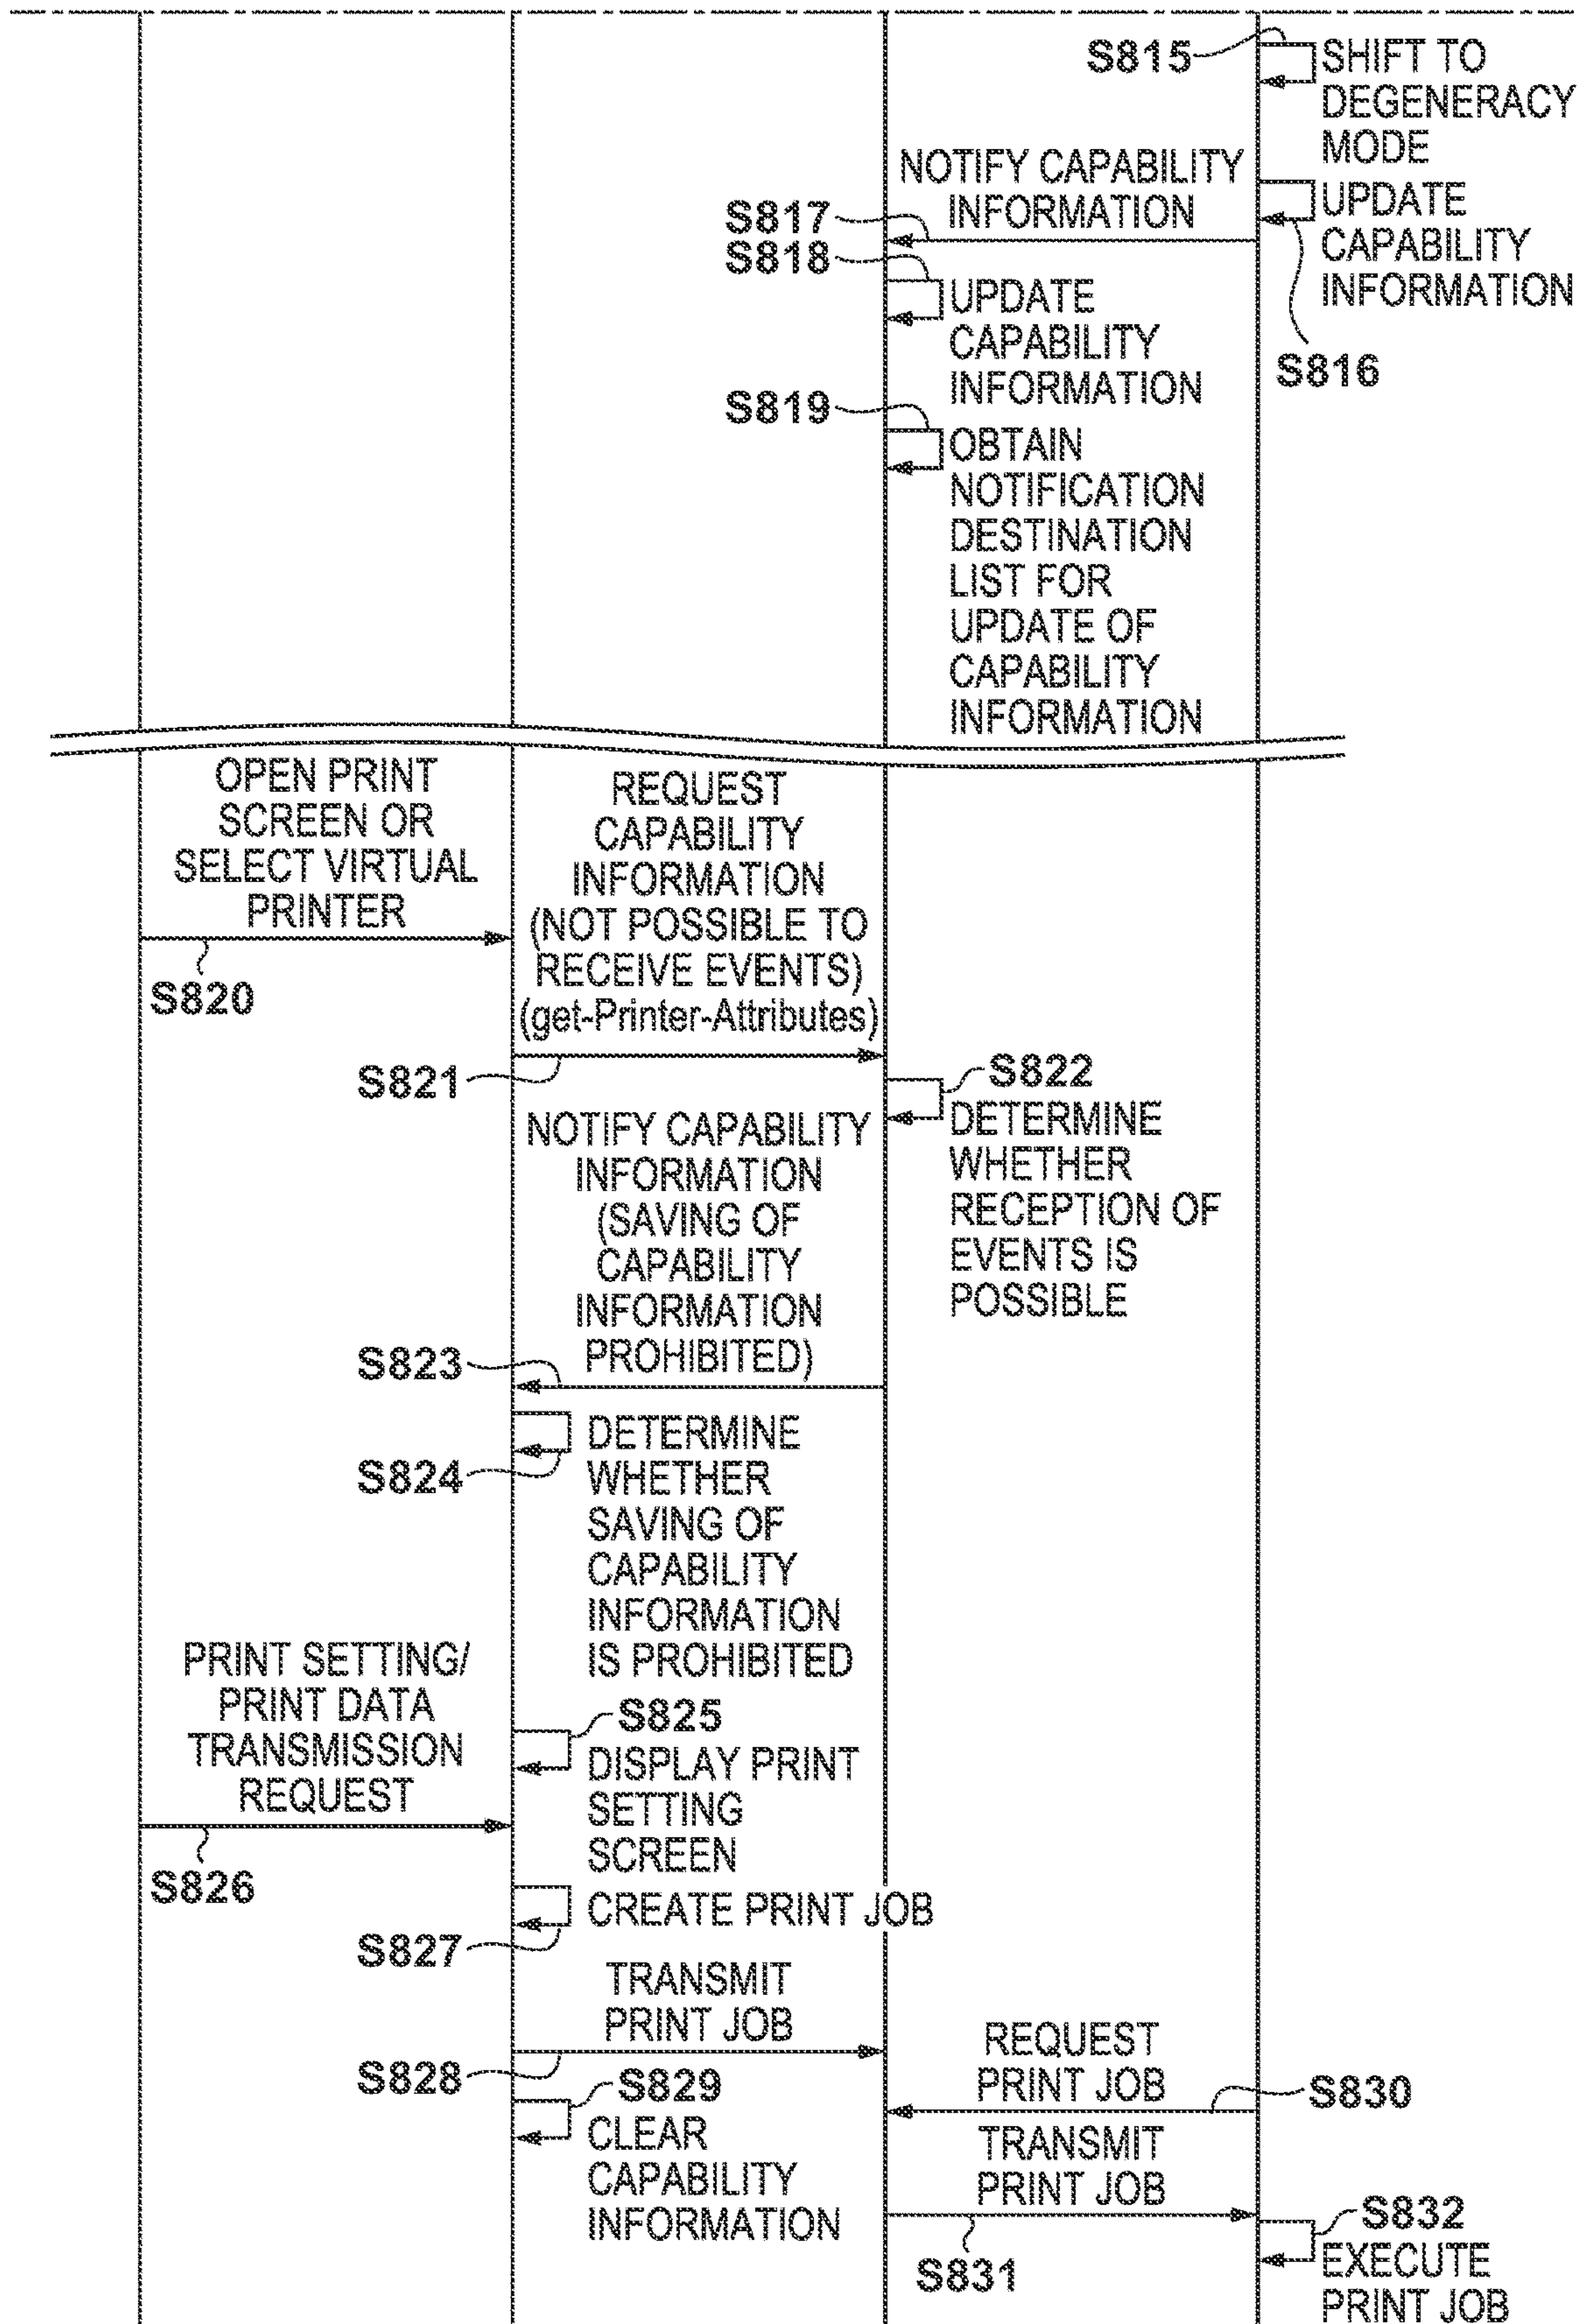 S815
SHIFT TO
DEGENERACY
MODE
NOTIFY CAPABILITY
INFORMATION
S817
UPDATE
CAPABILITY
INFORMATION
S816
S818
UPDATE
CAPABILITY
INFORMATION
S819
OBTAIN
NOTIFICATION
DESTINATION
LIST FOR
UPDATE OF
CAPABILITY
INFORMATION
OPEN PRINT
SCREEN OR
SELECT VIRTUAL
PRINTER
S820
REQUEST
CAPABILITY
INFORMATION
(NOT POSSIBLE TO
RECEIVE EVENTS)
(get-Printer-Attributes)
S821
S822
DETERMINE
WHETHER
RECEPTION OF
EVENTS IS
POSSIBLE
NOTIFY CAPABILITY
INFORMATION
(SAVING OF
CAPABILITY
INFORMATION
PROHIBITED)
S823
S824
DETERMINE
WHETHER
SAVING OF
CAPABILITY
INFORMATION
IS PROHIBITED
S825
DISPLAY PRINT
SETTING
SCREEN
PRINT SETTING/
PRINT DATA
TRANSMISSION
REQUEST
S826
CREATE PRINT JOB
S827
TRANSMIT
PRINT JOB
S828
S829
CLEAR
CAPABILITY
INFORMATION
REQUEST
PRINT JOB
S830
TRANSMIT
PRINT JOB
S831
S832
EXECUTE
PRINT JOB